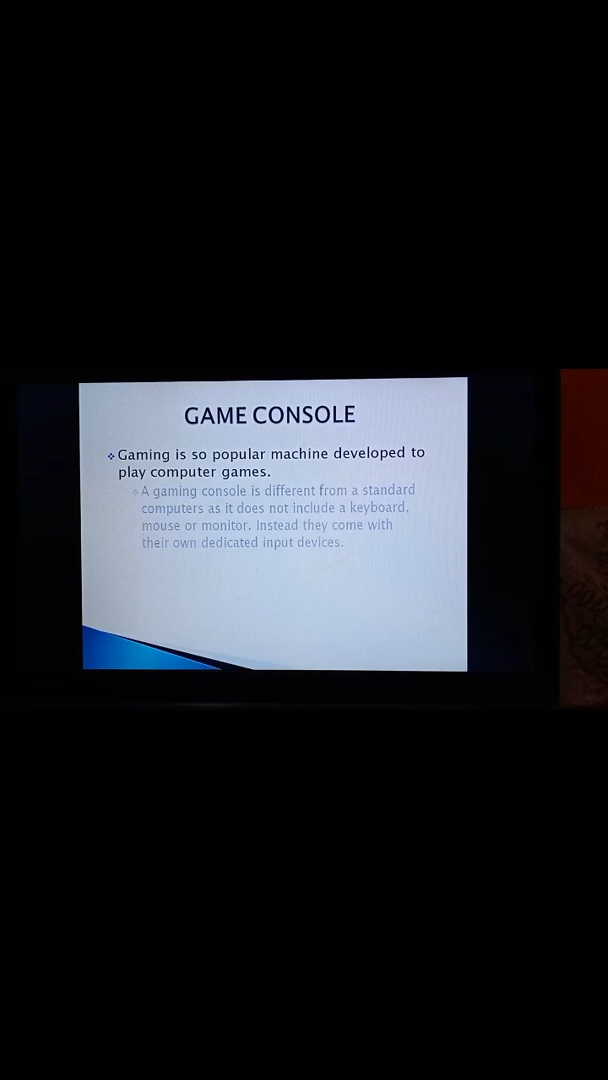 GAME CONSOLE
Gaming is so popular machine developed to
play computer games.
A gaming console is different from a standard
computers as it does not include a keyboard,
mouse or monitor. Instead they come with
their own dedicated input devices.